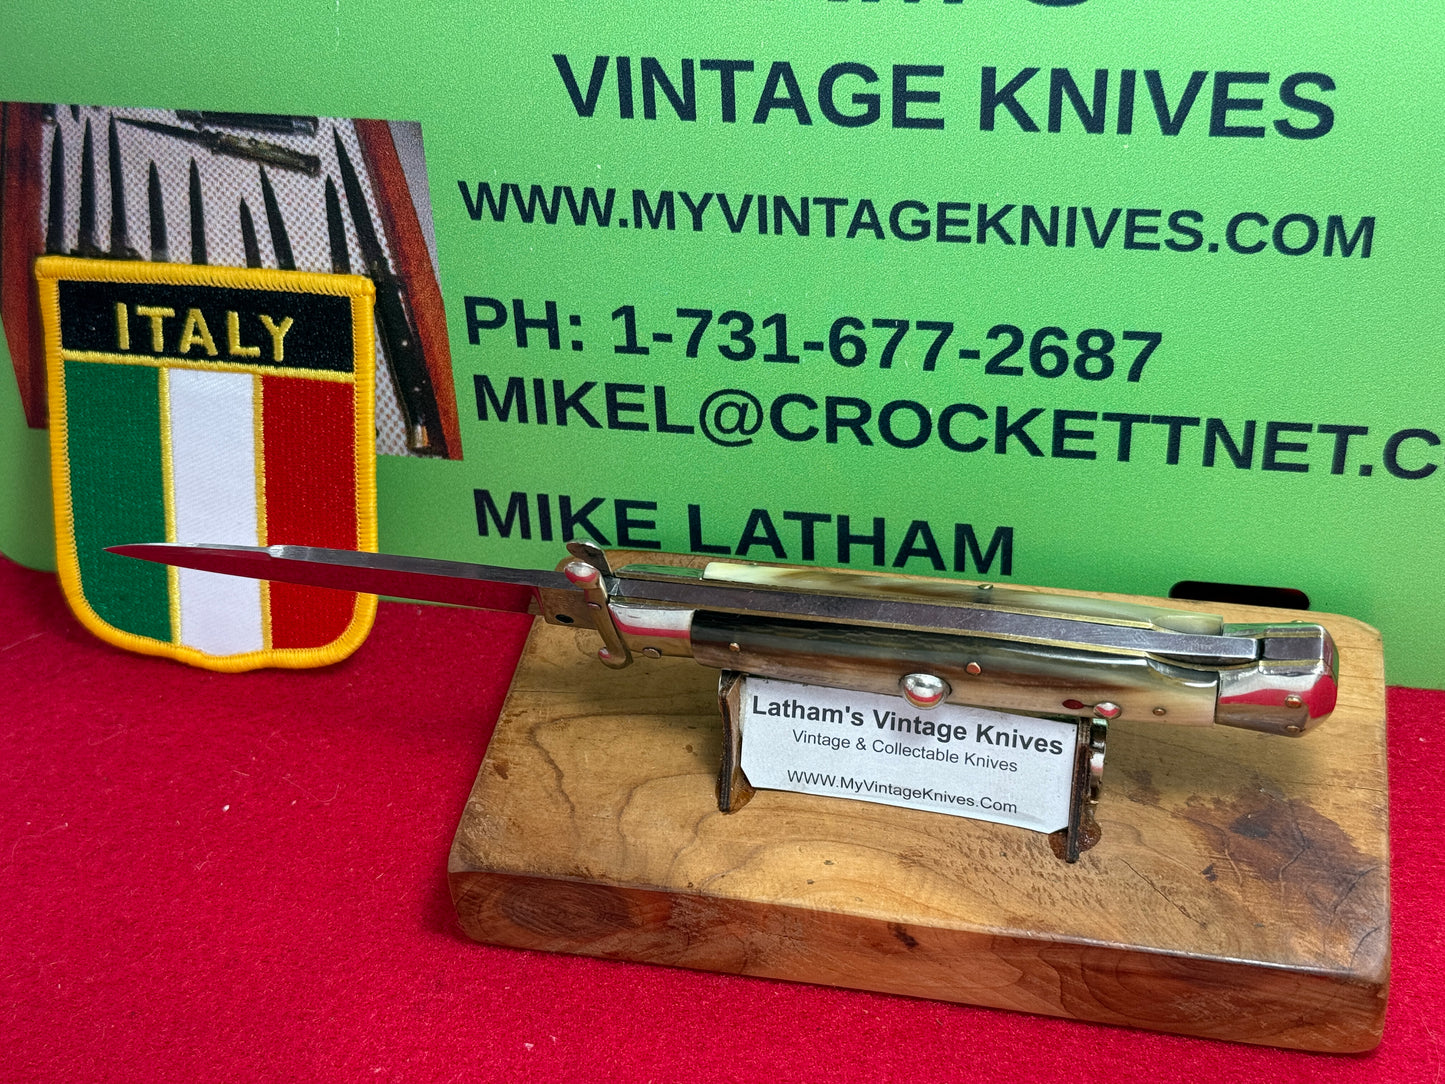 VINTAGE KNIVES
WWW.MYVINTAGEKNIVES.COM
PH: 1-731-677-2687
MIKEL@CROCKETTNET.C
MIKE LATHAM
ITALY
Latham's Vintage Knives
Vintage & Collectable Knives
WWW.MyVintageKnives.Com